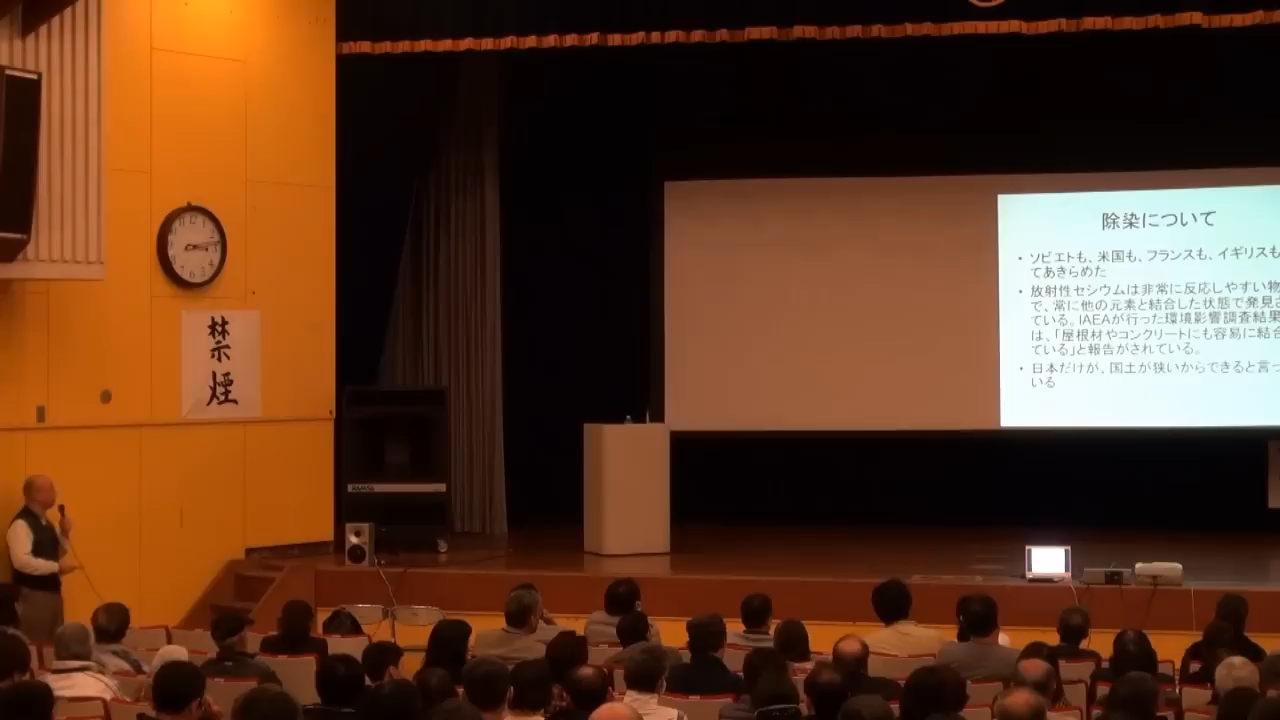 禁煙
除染について
・ソビエトも、米国も、フランスも、イギリスも
てあきらめた
・放射性セシウムは非常に反応しやすい物
で、常に他の元素と結合した状態で発見さ
ている。IAEAが行った環境影響調査結果
は、「屋根材やコンクリートにも容易に結合
ている」と報告がされている。
・日本だけが、国土が狭いからできると言っ
いる
RAMSA